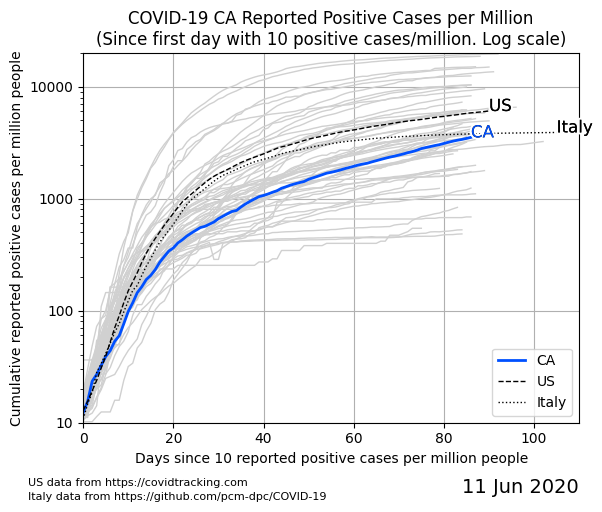 COVID-19 CA Reported Positive Cases per Million
(Since first day with 10 positive cases/million. Log scale)
Cumulative reported positive cases per million people
10000
1000
100
10
US
Italy
CA
CA
US
Italy
0 20 40 60 80 100
Days since 10 reported positive cases per million people
US data from https://covidtracking.com
Italy data from https://github.com/pcm-dpc/COVID-19
11 Jun 2020